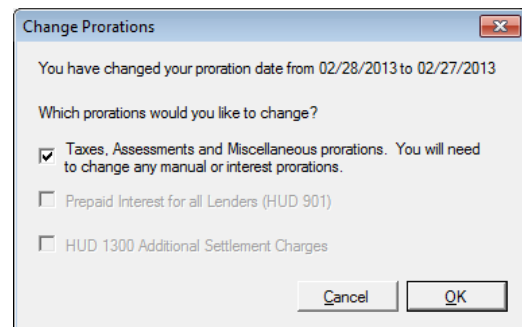 Change Prorations
You have changed your proration date from 02/28/2013 to 02/27/2013
Which prorations would you like to change?
Taxes, Assessments and Miscellaneous prorations. You will need
to change any manual or interest prorations.
Prepaid Interest for all Lenders (HUD 901)
HUD 1300 Additional Settlement Charges
Cancel
OK